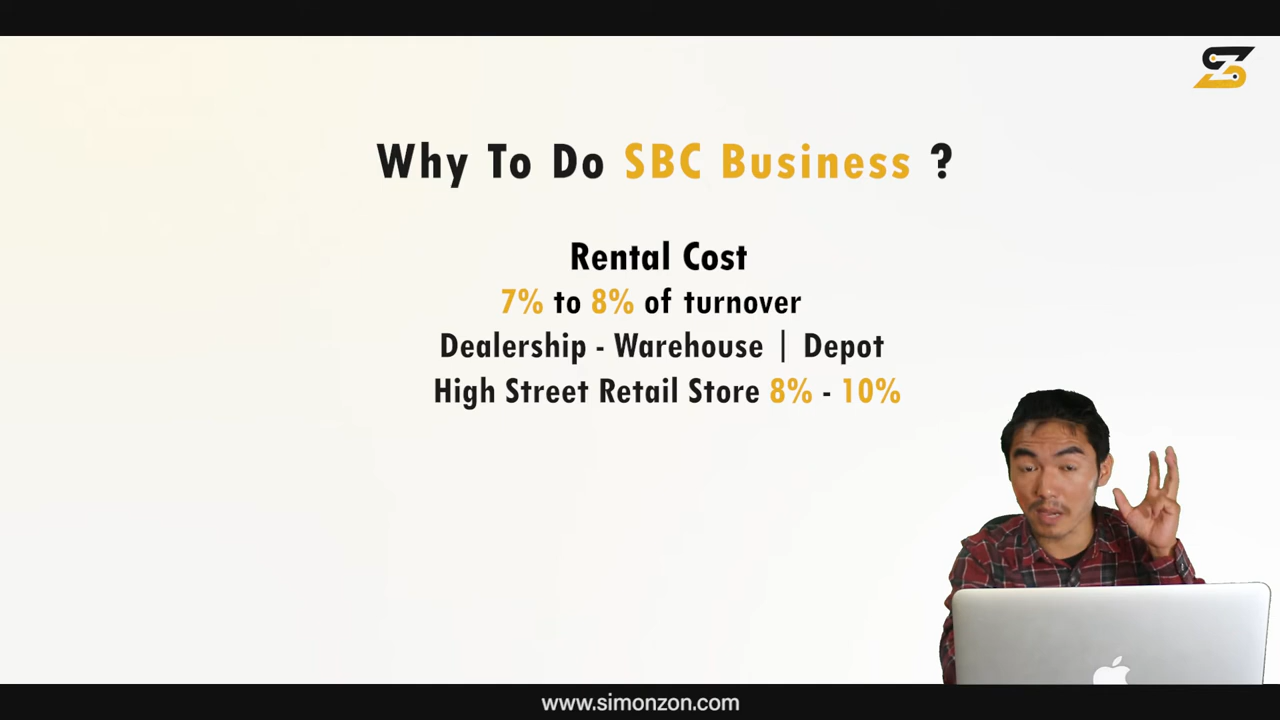 Why To Do SBC Business ?
Rental Cost
7% to 8% of turnover
Dealership - Warehouse | Depot
High Street Retail Store 8% - 10%
www.simonzon.com